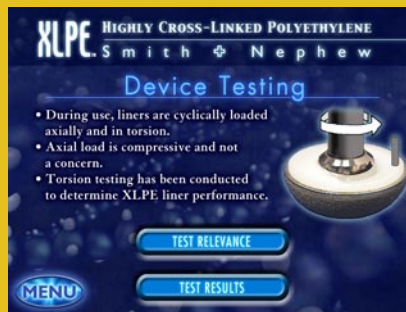 XLPE HIGHLY CROSS-LINKED POLYETHYLENE
Smith Nephew
Device Testing
• During use, liners are cyclically loaded
axially and in torsion.
• Axial load is compressive and not
a concern.
• Torsion testing has been conducted
to determine XLPE liner performance.
TEST RELEVANCE
MENU
TEST RESULTS